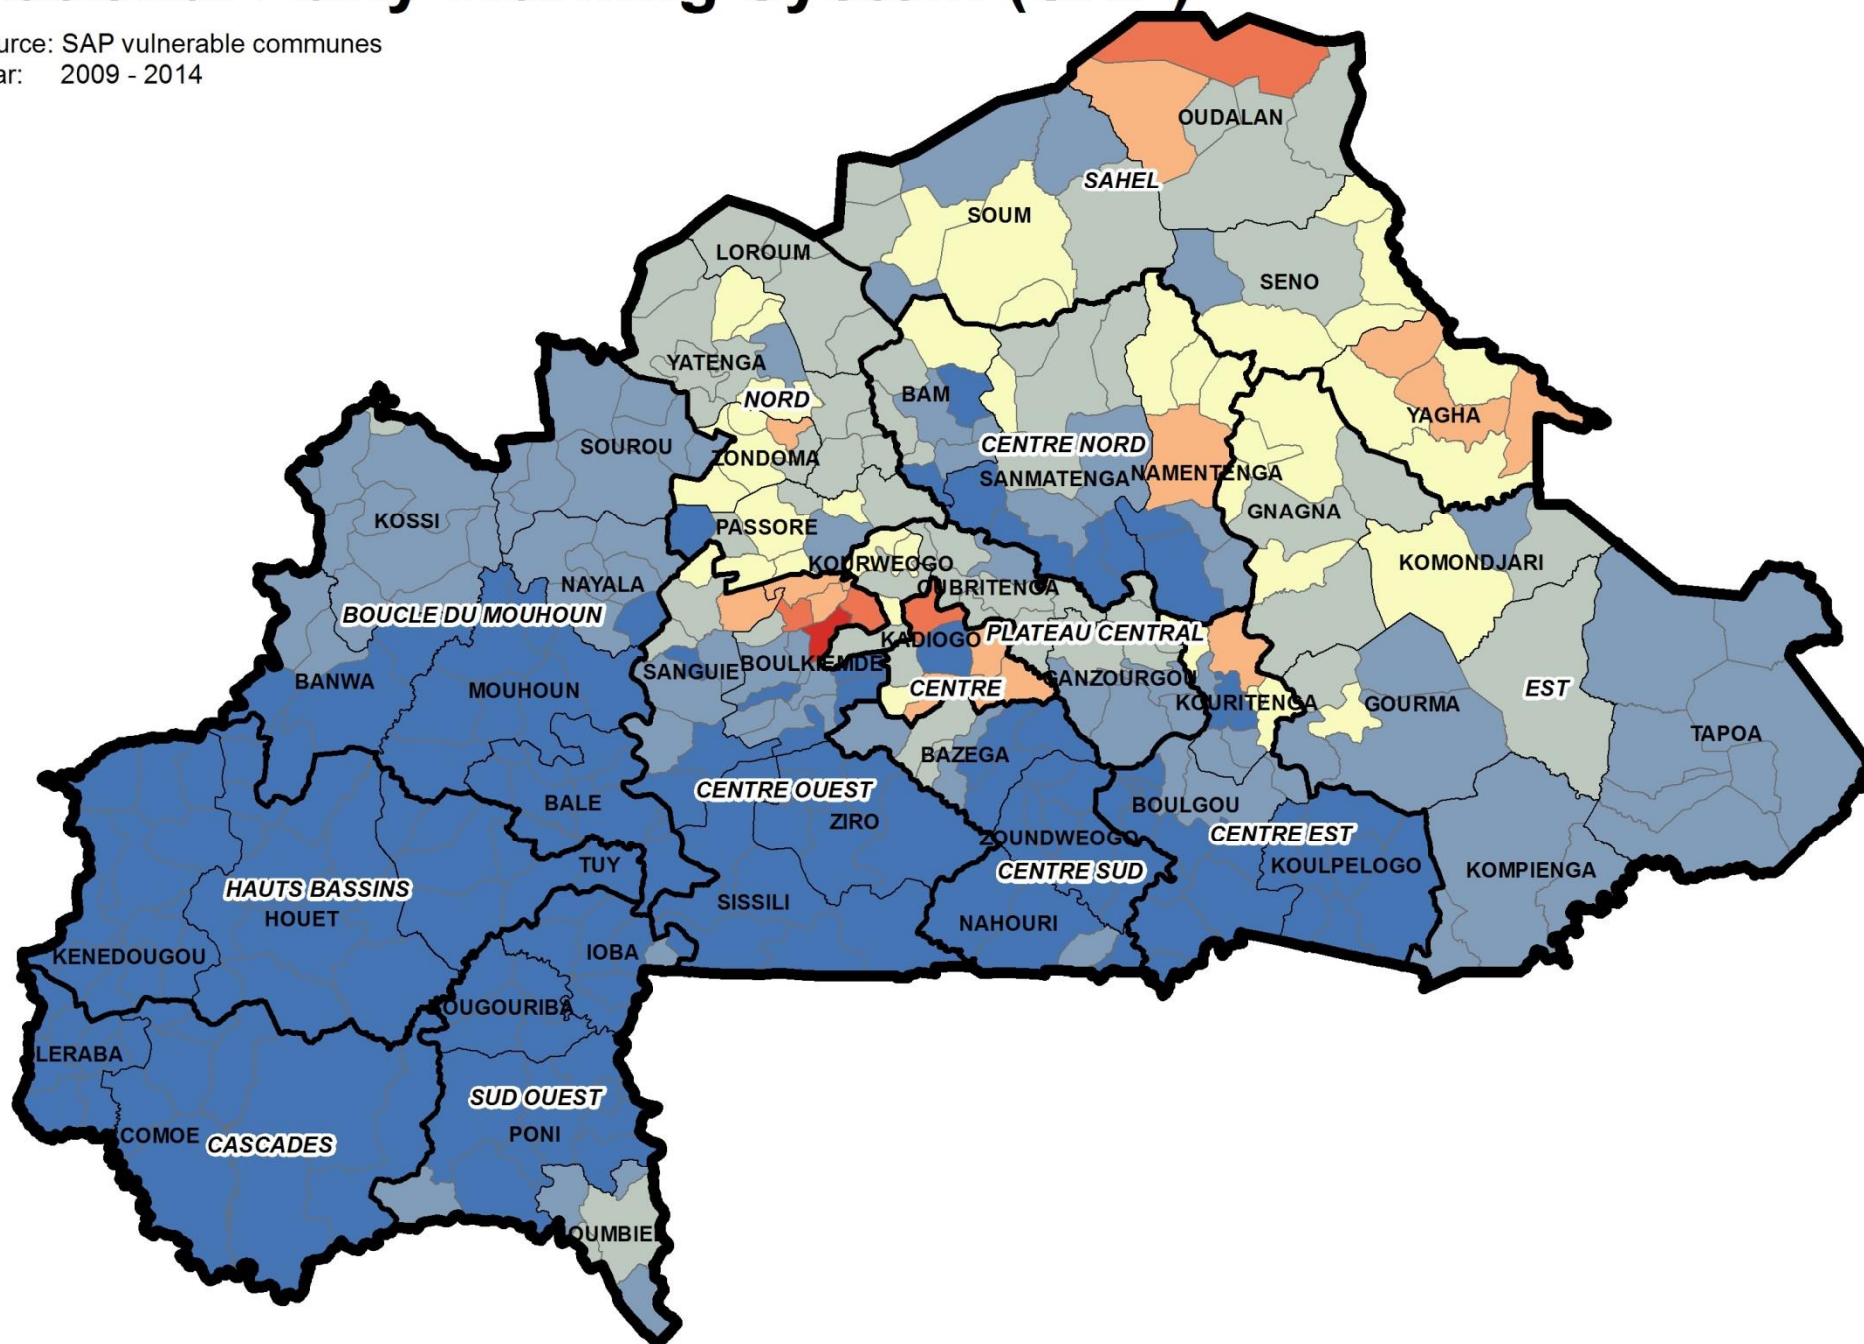 Source: SAP vulnerable communes
2009 - 2014
OUDALAN
SAHEL
SOUM
LOROUM
SENO
YATENGA
NORD
BAM
YAGHA
SOUROU
CENTRE NORD
ZONDOMA
SANMATENGA
NAMENTENGA
KOSSI
PASSORE
GNAGNA
KOURWEOGO
KOMONDJARI
NAYALA
OUBRITENGA
BOUCLE DU MOUHOUN
KADIOGO
PLATEAU CENTRAL
SANGUIE
BOULKIEMDE
BANWA
MOUHOUN
CENTRE
GANZOURGOU
EST
KOURITENGA
GOURMA
TAPOA
BAZEGA
CENTRE OUEST
BALE
BOULGOU
ZIRO
CENTRE EST
ZOUNDWEOGO
TUY
KOULPELOGO
CENTRE SUD
KOMPIENGA
HAUTS BASSINS
HOUET
SISSILI
NAHOURI
KENEDOUGOU
IOBA
OUGOURIBA
LERABA
SUD OUEST
COMOE
CASCADES
PONI
OUMBIE